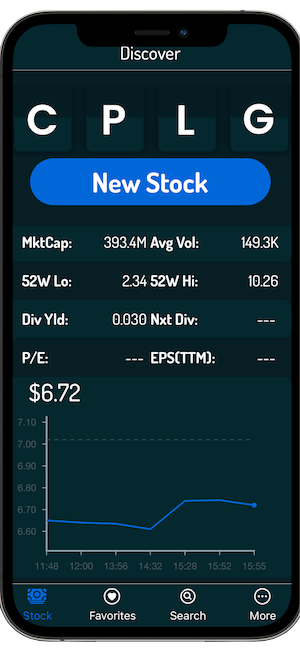 Discover
C P L G
New Stock
MktCap: 393.4M Avg Vol: 149.3K
52W Lo: 2.34 52W Hi: 10.26
Div Yld: 0.030 Nxt Div: ---
P/E: --- EPS(TTM): ---
$6.72
7.10
7.00
6.90
6.80
6.70
6.60
11:48 12:00 13:56 14:32 15:28 15:52 15:55
Stock Favorites Search More